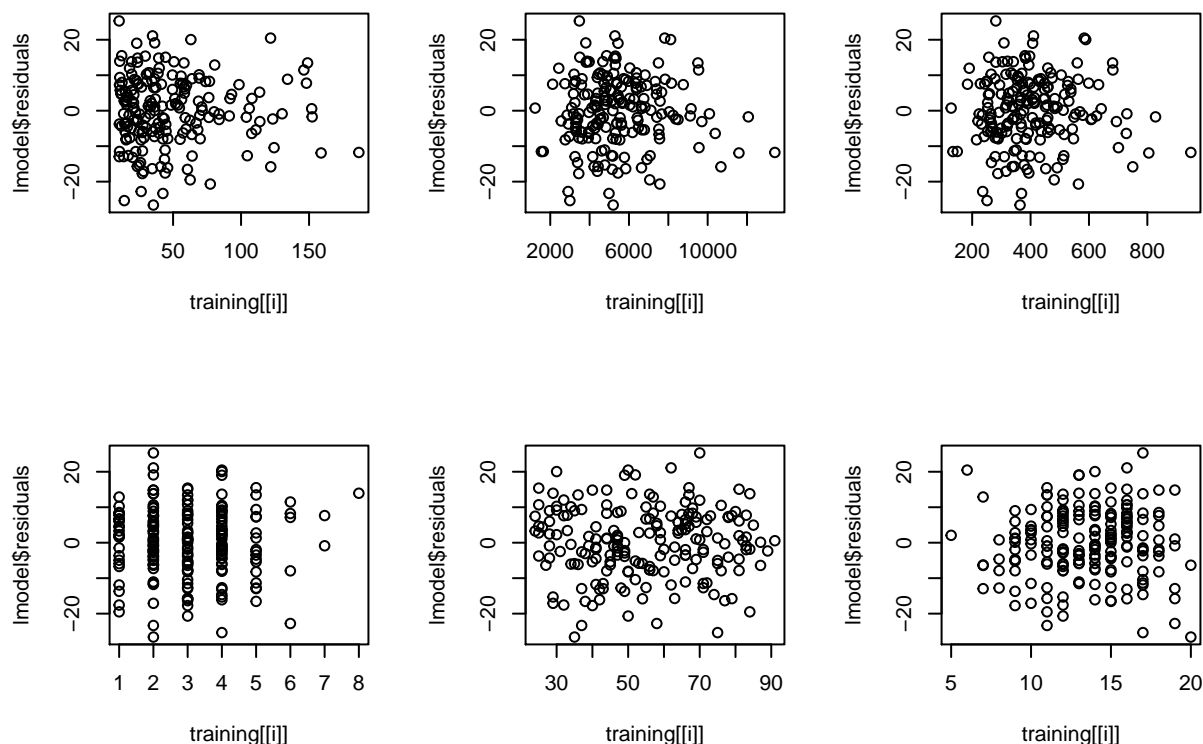 lmodel$residuals
20
0
−20
50 100 150
training[[i]]
lmodel$residuals
20
0
−20
2000 6000 10000
training[[i]]
lmodel$residuals
20
0
−20
200 400 600 800
training[[i]]
lmodel$residuals
20
0
−20
1 2 3 4 5 6 7 8
training[[i]]
lmodel$residuals
20
0
−20
30 50 70 90
training[[i]]
lmodel$residuals
20
0
−20
5 10 15 20
training[[i]]